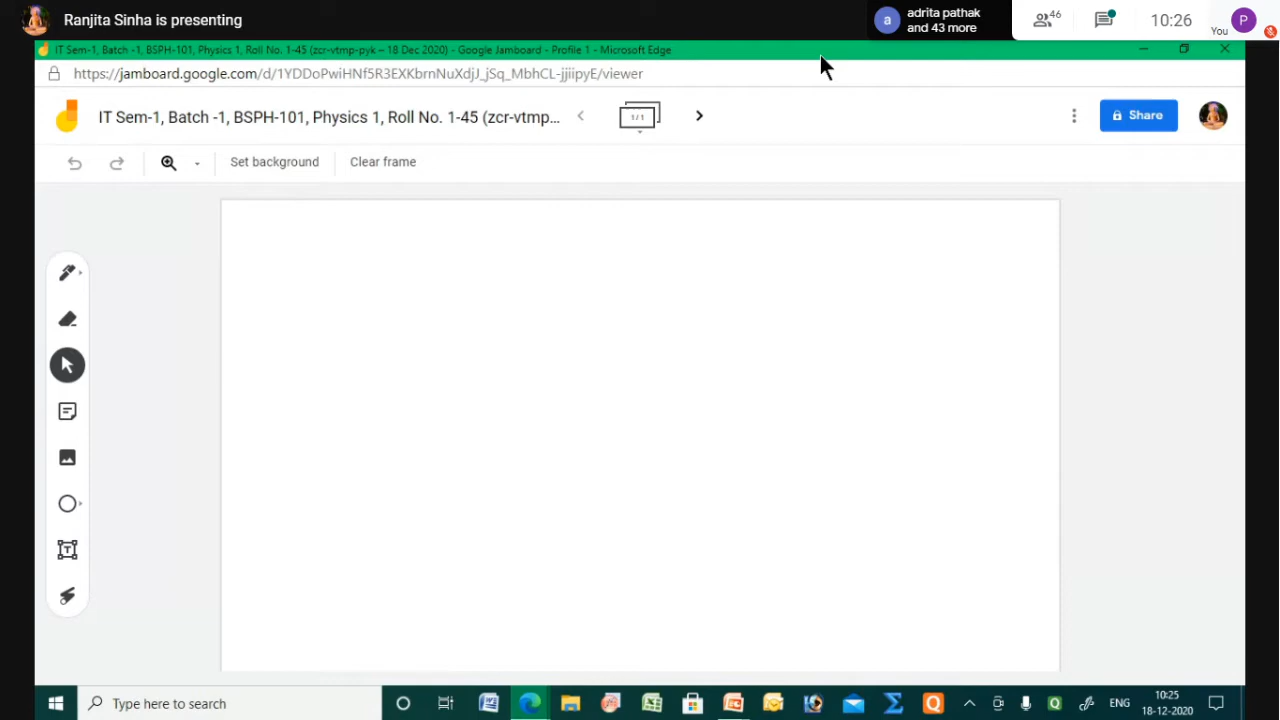 Ranjita Sinha is presenting
a
adrita pathak
and 43 more
46
10:26
P
You
IT Sem-1, Batch -1, BSPH-101, Physics 1, Roll No. 1-45 (zcr-vtmp-pyk – 18 Dec 2020) - Google Jamboard - Profile 1 - Microsoft Edge
https://jamboard.google.com/d/1YDDoPwiHNf5R3EXKbrnNuXdjJ_jSq_MbhCL-jjiipyE/viewer
IT Sem-1, Batch -1, BSPH-101, Physics 1, Roll No. 1-45 (zcr-vtmp...
1 / 1
Share
Set background
Clear frame
T
Type here to search
ENG
10:25
18-12-2020